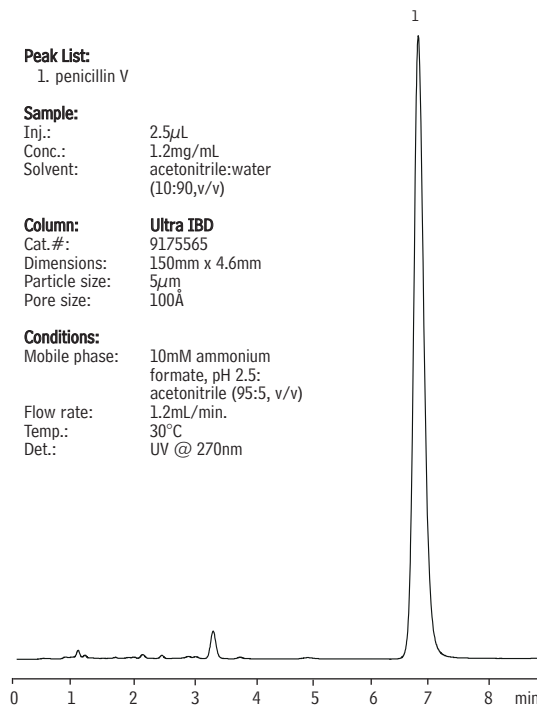 1
Peak List:
1. penicillin V
Sample:
Inj.: 2.5μL
Conc.: 1.2mg/mL
Solvent: acetonitrile:water
(10:90,v/v)
Column: Ultra IBD
Cat.#: 9175565
Dimensions: 150mm x 4.6mm
Particle size: 5μm
Pore size: 100Å
Conditions:
Mobile phase: 10mM ammonium
formate, pH 2.5:
acetonitrile (95:5, v/v)
Flow rate: 1.2mL/min.
Temp.: 30°C
Det.: UV @ 270nm
0 1 2 3 4 5 6 7 8 min